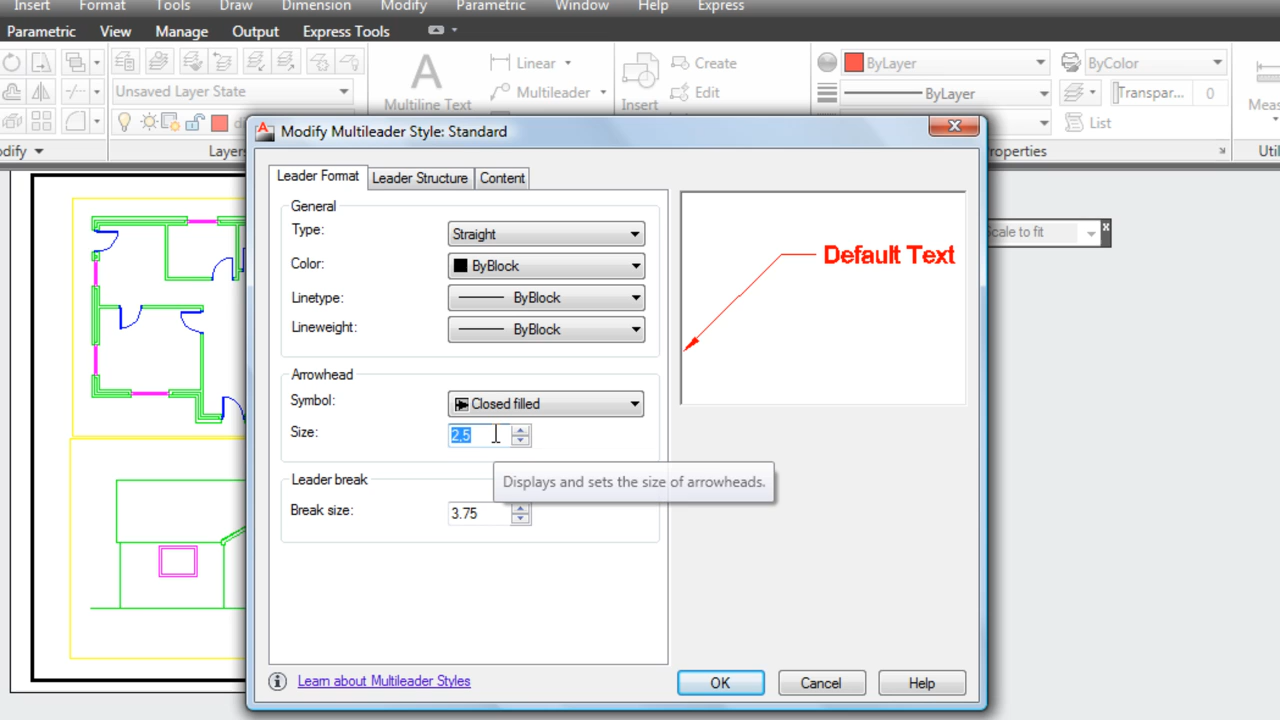 Insert Format Tools Draw Dimension Modify Parametric Window Help Express
Parametric View Manage Output Express Tools
Linear Create ByLayer ByColor
Unsaved Layer State Multiline Text Multileader Insert Edit ByLayer Transpar... 0
List
odify Layers roperties Util
Modify Multileader Style: Standard
Leader Format Leader Structure Content
General
Type: Straight
Color: ByBlock
Linetype: ByBlock
Lineweight: ByBlock
Arrowhead
Symbol: Closed filled
Size: 2.5
Displays and sets the size of arrowheads.
Leader break
Break size: 3.75
Default Text
Scale to fit
Learn about Multileader Styles
OK Cancel Help